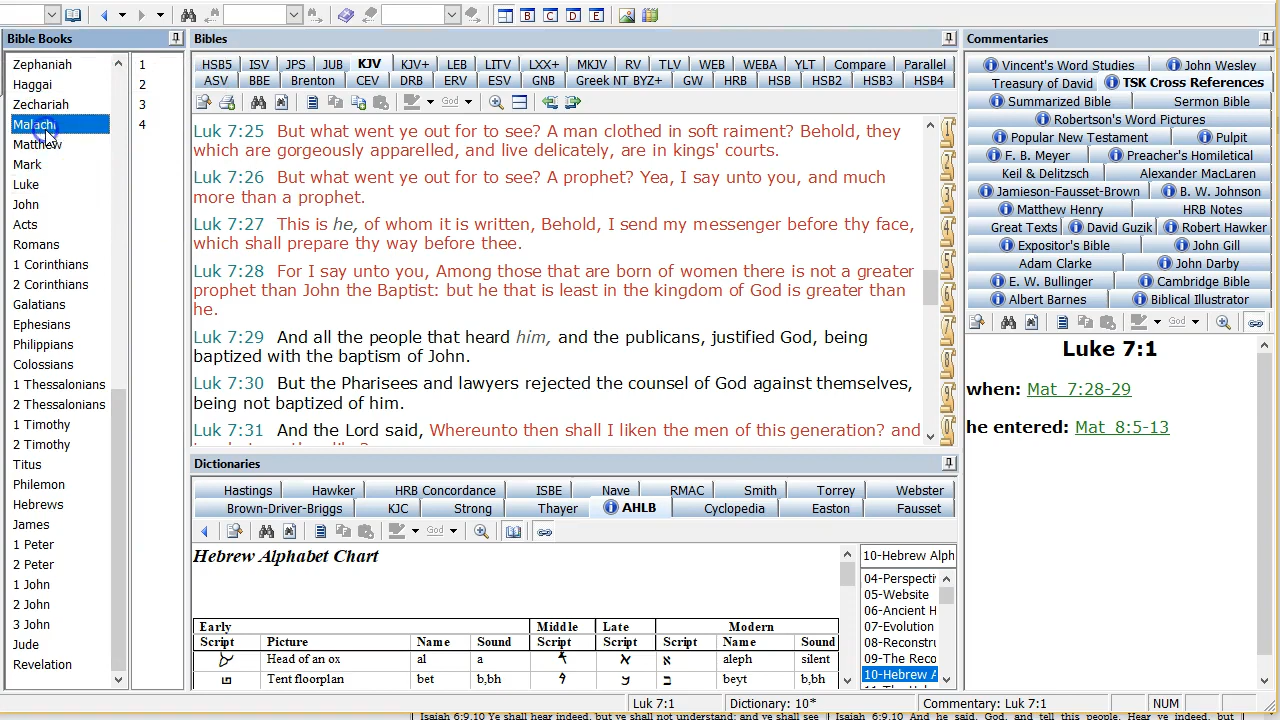 Bible Books
Zephaniah
Haggai
Zechariah
Malachi
Matthew
Mark
Luke
John
Acts
Romans
1 Corinthians
2 Corinthians
Galatians
Ephesians
Philippians
Colossians
1 Thessalonians
2 Thessalonians
1 Timothy
2 Timothy
Titus
Philemon
Hebrews
James
1 Peter
2 Peter
1 John
2 John
3 John
Jude
Revelation
1
2
3
4
B C D E
Bibles
HSB5 ISV JPS JUB KJV KJV+ LEB LITV LXX+ MKJV RV TLV WEB WEBA YLT Compare Parallel
ASV BBE Brenton CEV DRB ERV ESV GNB Greek NT BYZ+ GW HRB HSB HSB2 HSB3 HSB4
God
Luk 7:25 But what went ye out for to see? A man clothed in soft raiment? Behold, they
which are gorgeously apparelled, and live delicately, are in kings' courts.
Luk 7:26 But what went ye out for to see? A prophet? Yea, I say unto you, and much
more than a prophet.
Luk 7:27 This is he, of whom it is written, Behold, I send my messenger before thy face,
which shall prepare thy way before thee.
Luk 7:28 For I say unto you, Among those that are born of women there is not a greater
prophet than John the Baptist: but he that is least in the kingdom of God is greater than
he.
Luk 7:29 And all the people that heard him, and the publicans, justified God, being
baptized with the baptism of John.
Luk 7:30 But the Pharisees and lawyers rejected the counsel of God against themselves,
being not baptized of him.
Luk 7:31 And the Lord said, Whereunto then shall I liken the men of this generation? and
1
2
3
4
5
6
7
8
9
0
Dictionaries
Hastings Hawker HRB Concordance ISBE Nave RMAC Smith Torrey Webster
Brown-Driver-Briggs KJC Strong Thayer AHLB Cyclopedia Easton Fausset
God
Hebrew Alphabet Chart
Early Middle Late Modern
Script Picture Name Sound Script Script Script Name Sound
Head of an ox al a א aleph silent
Tent floorplan bet b,bh ב beyt b,bh
10-Hebrew Alph
04-Perspecti
05-Website
06-Ancient H
07-Evolution
08-Reconstru
09-The Reco
10-Hebrew A
Commentaries
Vincent's Word Studies John Wesley
Treasury of David TSK Cross References
Summarized Bible Sermon Bible
Robertson's Word Pictures
Popular New Testament Pulpit
F. B. Meyer Preacher's Homiletical
Keil & Delitzsch Alexander MacLaren
Jamieson-Fausset-Brown B. W. Johnson
Matthew Henry HRB Notes
Great Texts David Guzik Robert Hawker
Expositor's Bible John Gill
Adam Clarke John Darby
E. W. Bullinger Cambridge Bible
Albert Barnes Biblical Illustrator
God
Luke 7:1
when: Mat 7:28-29
he entered: Mat 8:5-13
Luk 7:1 Dictionary: 10* Commentary: Luk 7:1 NUM